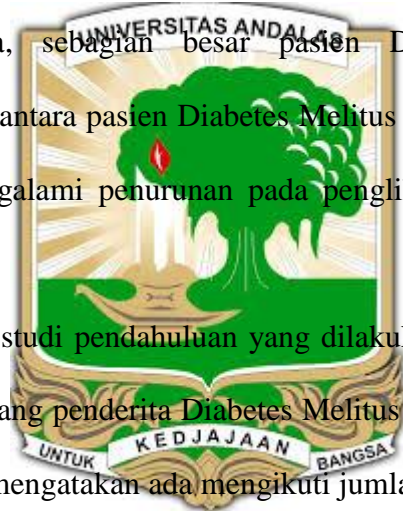 UNIVERSITAS ANDALAS
a, sebagian besar pasien D
antara pasien Diabetes Melitus
galami penurunan pada pengli
studi pendahuluan yang dilaku
ang penderita Diabetes Melitus
UNTUK KEDJAJAAN BANGSA
mengatakan ada mengikuti jumla